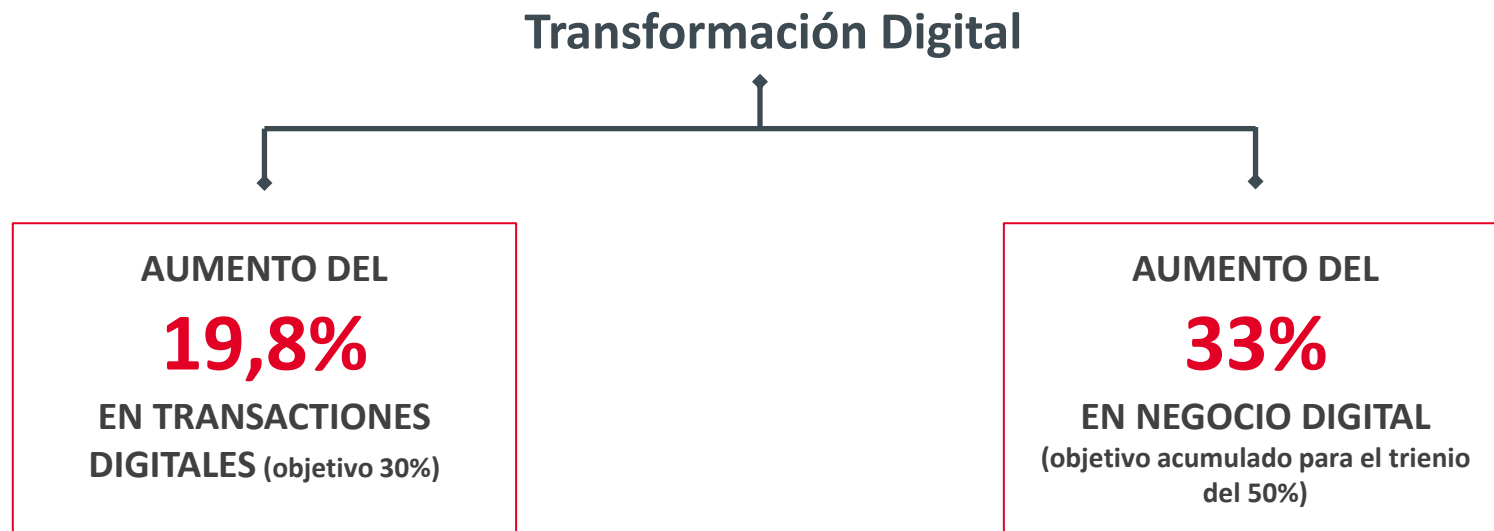 Transformación Digital
AUMENTO DEL
19,8%
EN TRANSACTIONES
DIGITALES (objetivo 30%)
AUMENTO DEL
33%
EN NEGOCIO DIGITAL
(objetivo acumulado para el trienio
del 50%)